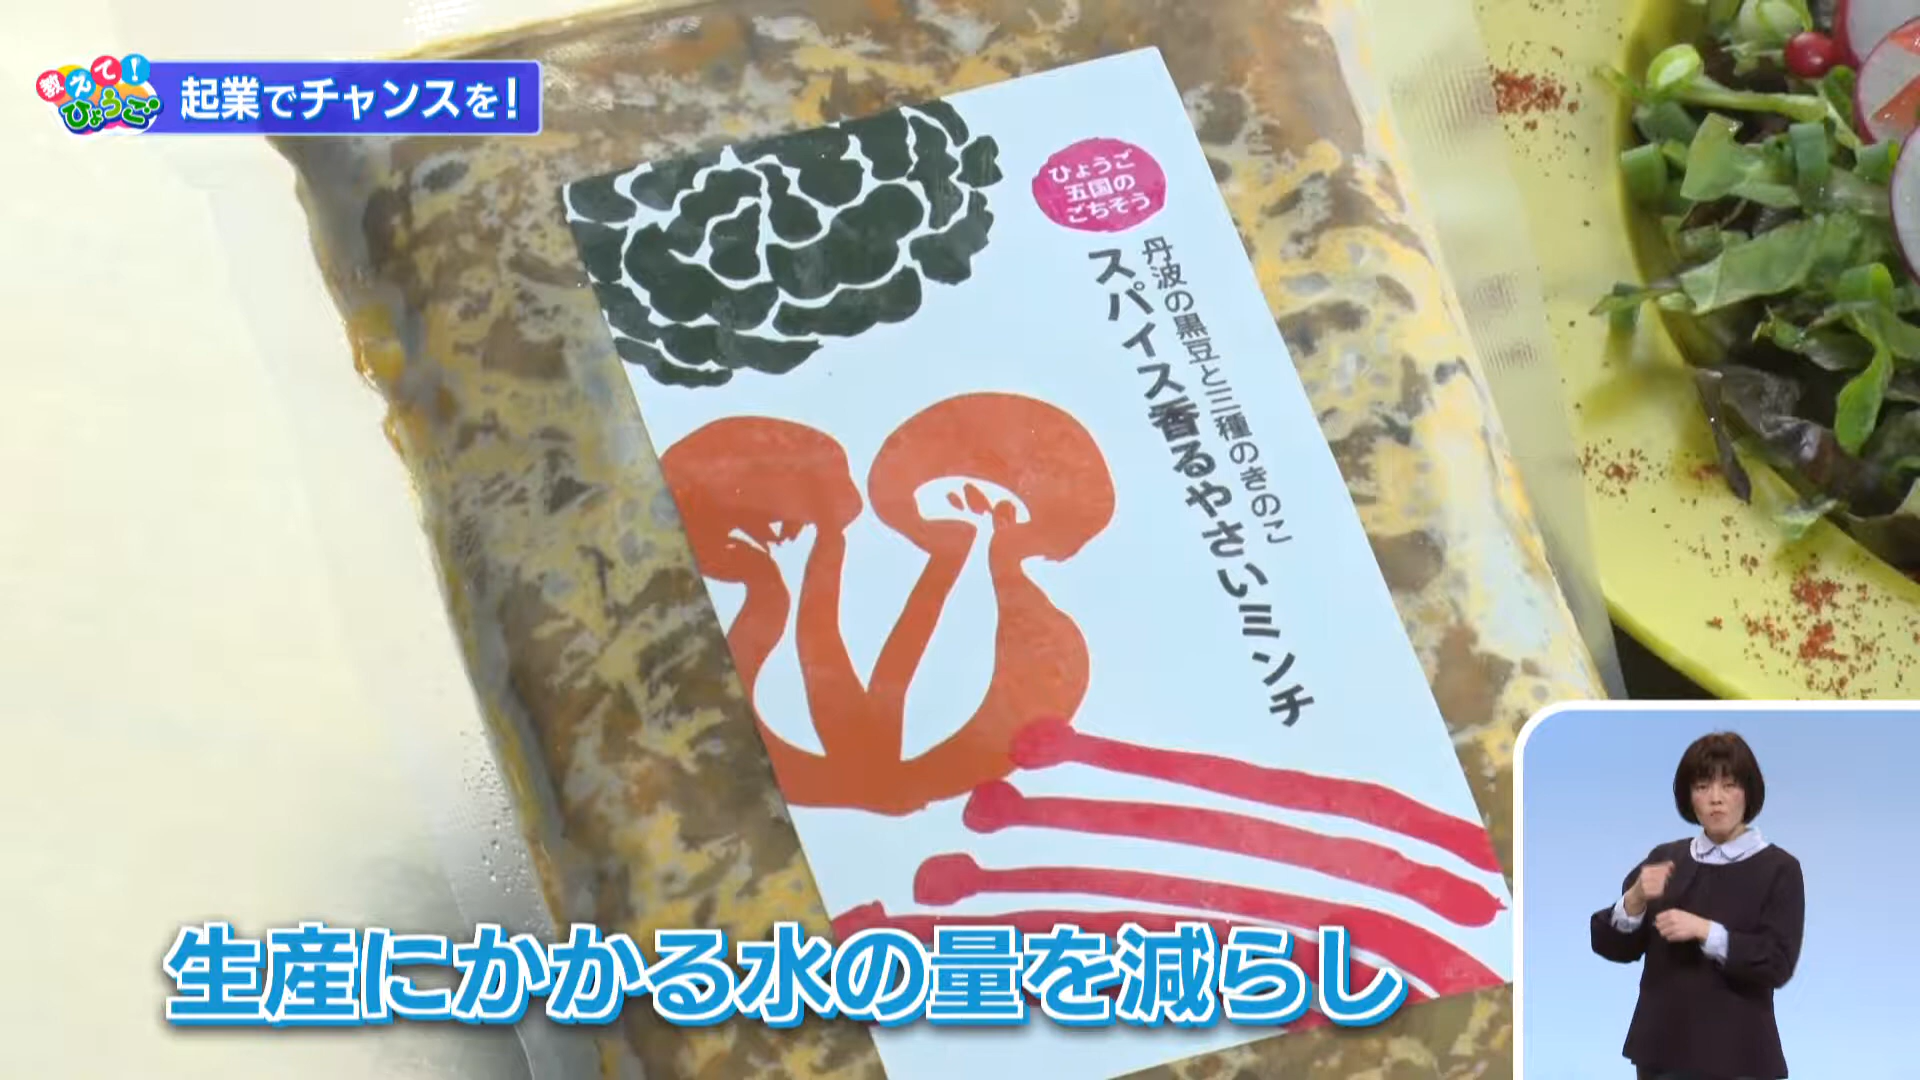 教えて!
ひょうご
起業でチャンスを!
ひょうご
五国の
ごちそう
丹波の黒豆と三種のきのこ
スパイス香るやさいミンチ
生産にかかる水の量を減らし